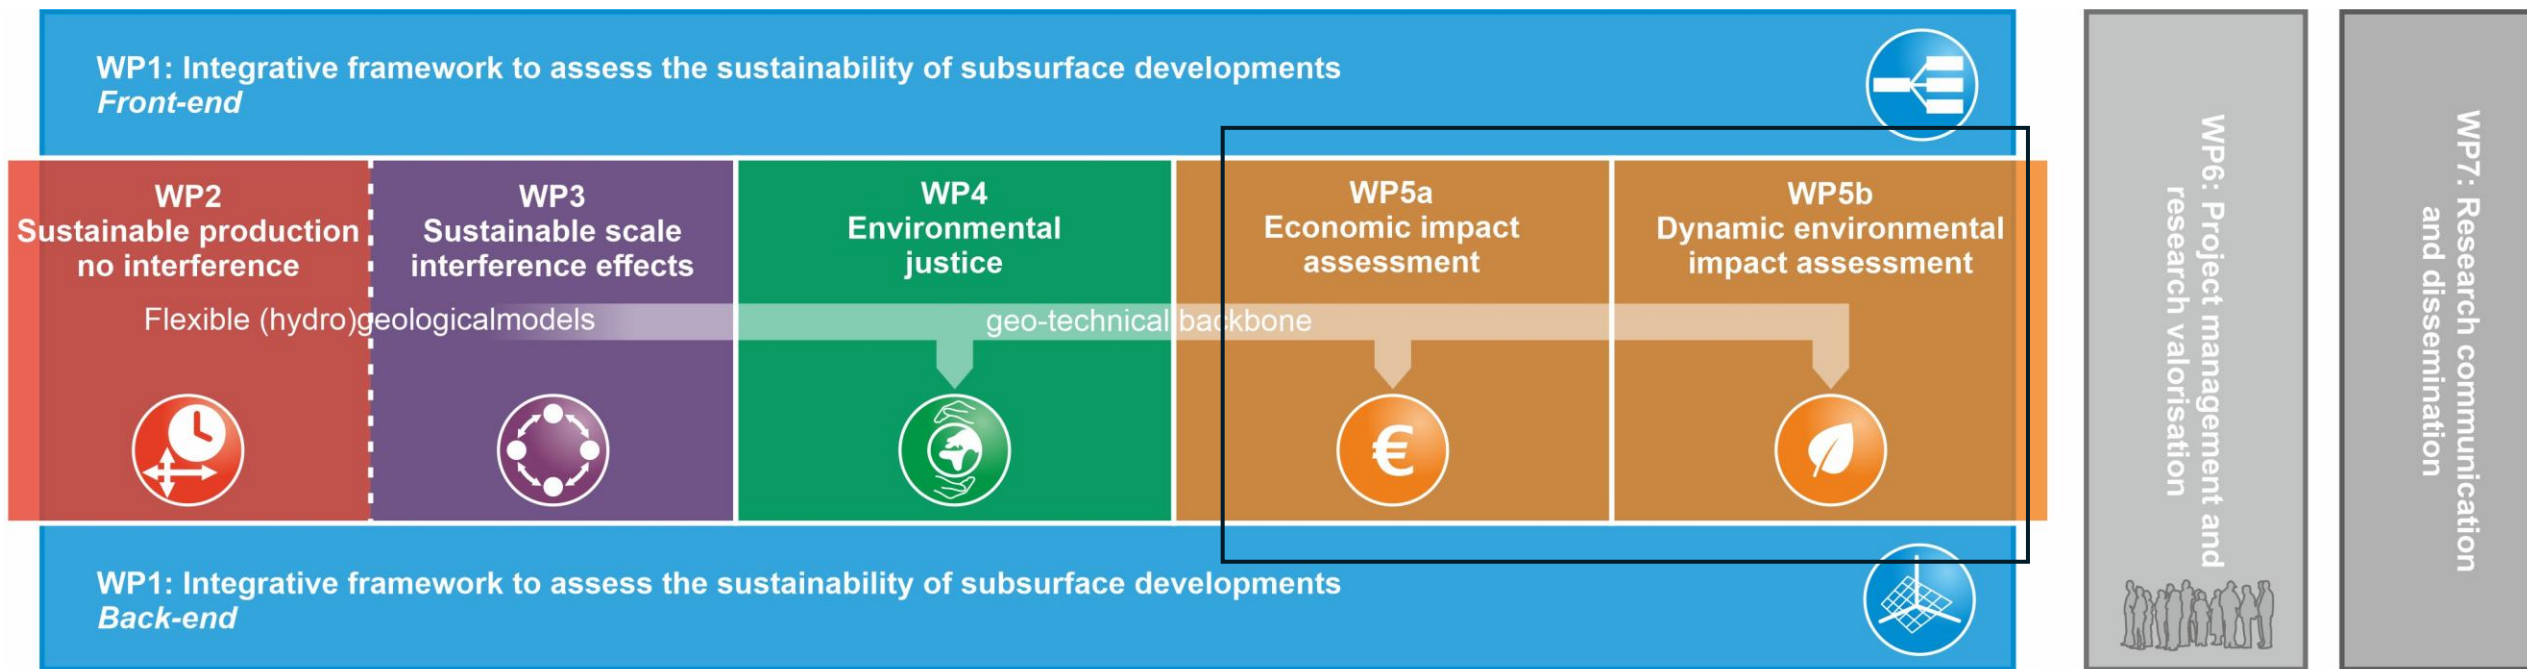 WP1: Integrative framework to assess the sustainability of subsurface developments
Front-end
WP2
Sustainable production
no interference
WP3
Sustainable scale
interference effects
WP4
Environmental
justice
WP5a
Economic impact
assessment
WP5b
Dynamic environmental
impact assessment
Flexible (hydro)geologicalmodels
geo-technical backbone
€
WP1: Integrative framework to assess the sustainability of subsurface developments
Back-end
WP6: Project management and
research valorisation
WP7: Research communication
and dissemination